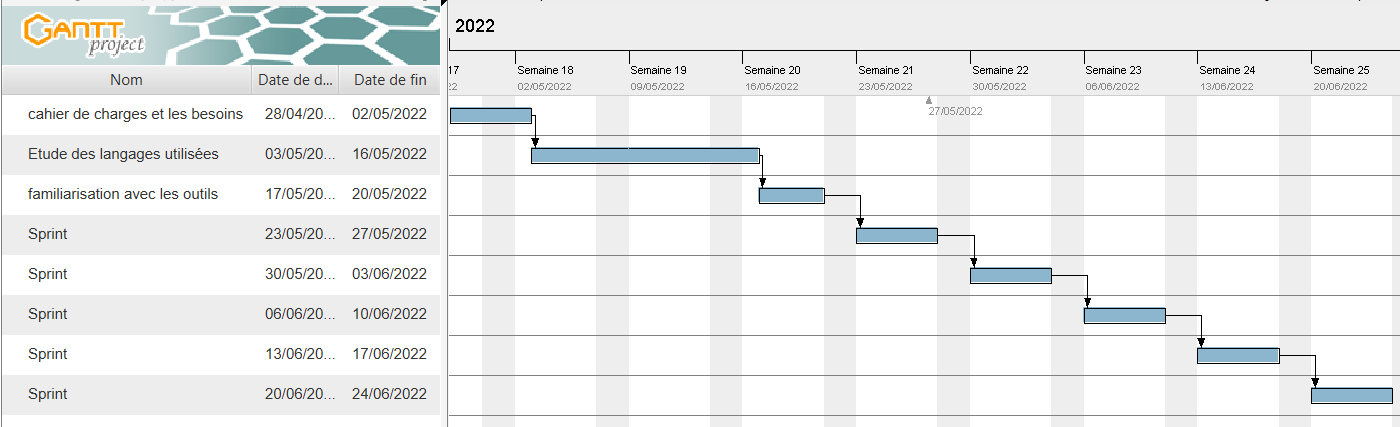 GANTT
project
2022
Nom Date de d... Date de fin
17 Semaine 18 Semaine 19 Semaine 20 Semaine 21 Semaine 22 Semaine 23 Semaine 24 Semaine 25
22 02/05/2022 09/05/2022 16/05/2022 23/05/2022 30/05/2022 06/06/2022 13/06/2022 20/06/2022
27/05/2022
cahier de charges et les besoins 28/04/20... 02/05/2022
Etude des langages utilisées 03/05/20... 16/05/2022
familiarisation avec les outils 17/05/20... 20/05/2022
Sprint 23/05/20... 27/05/2022
Sprint 30/05/20... 03/06/2022
Sprint 06/06/20... 10/06/2022
Sprint 13/06/20... 17/06/2022
Sprint 20/06/20... 24/06/2022